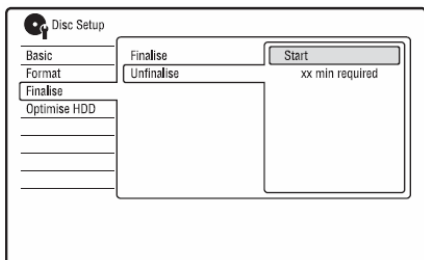 Disc Setup
Basic
Format
Finalise
Optimise HDD
Finalise
Unfinalise
Start
xx min required